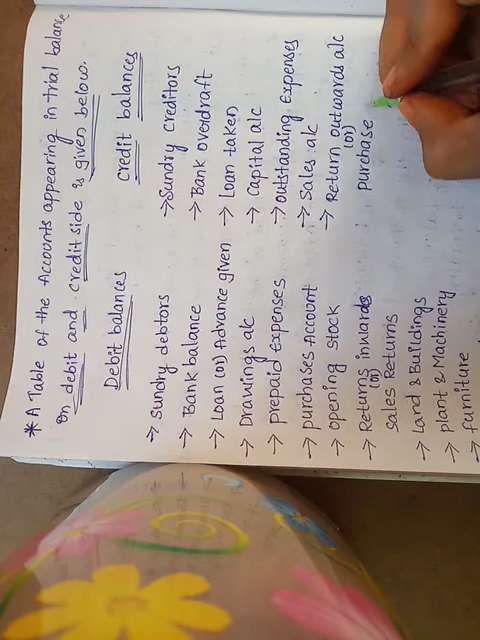 * A Table of the Accounts appearing in trial balance
on debit and credit side is given below.
Debit balances
→ sundry debtors
→ Bank balance
→ Loan (or) Advance given
→ Drawings a/c
→ prepaid expenses
→ purchases Account
→ opening stock
→ Returns inwards
(or)
sales Returns
→ Land & Buildings
→ plant & Machinery
→ furniture
credit balances
→ Sundry creditors
→ Bank overdraft
→ Loan taken
→ Capital a/c
→ outstanding Expenses
→ Sales a/c
→ Return outwards a/c
(or)
purchase